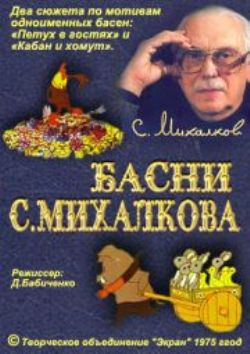 Два сюжета по мотивам
одноименных басен:
«Петух в гостях» и
«Кабан и хомут».
С. Михалков
БАСНИ
С.МИХАЛКОВА
Режиссер:
Д.Бабиченко
© Творческое объединение "Экран" 1975 ггод